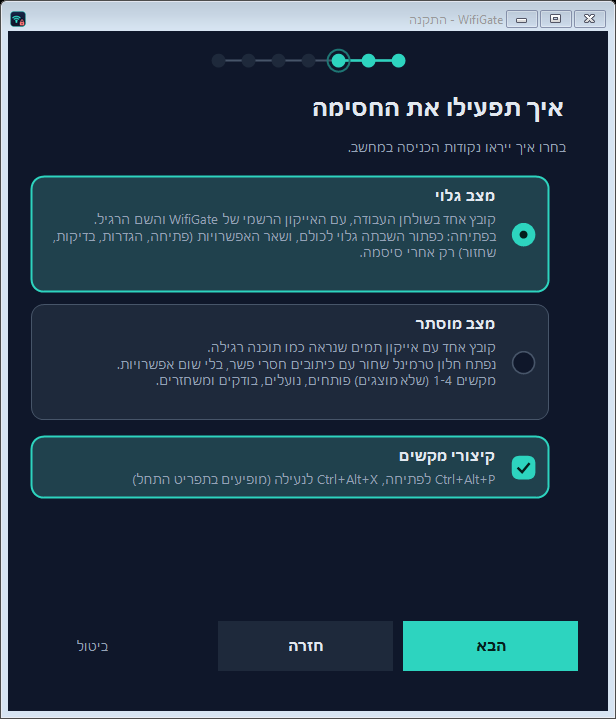 WifiGate - התקנה
איך תפעילו את החסימה
בחרו איך ייראו נקודות הכניסה במחשב.
מצב גלוי
קובץ אחד בשולחן העבודה, עם האייקון הרשמי של WifiGate והשם הרגיל.
בפתיחה: כפתור השבתה גלוי לכולם, ושאר האפשרויות (פתיחה, הגדרות, בדיקות,
שחזור) רק אחרי סיסמה.
מצב מוסתר
קובץ אחד עם אייקון תמים שנראה כמו תוכנה רגילה.
נפתח חלון טרמינל שחור עם כיתובים חסרי פשר, בלי שום אפשרויות.
מקשים 1-4 (שלא מוצגים) פותחים, נועלים, בודקים ומשחזרים.
קיצורי מקשים
Ctrl+Alt+P לפתיחה, Ctrl+Alt+X לנעילה (מופיעים בתפריט התחל)
הבא
חזרה
ביטול